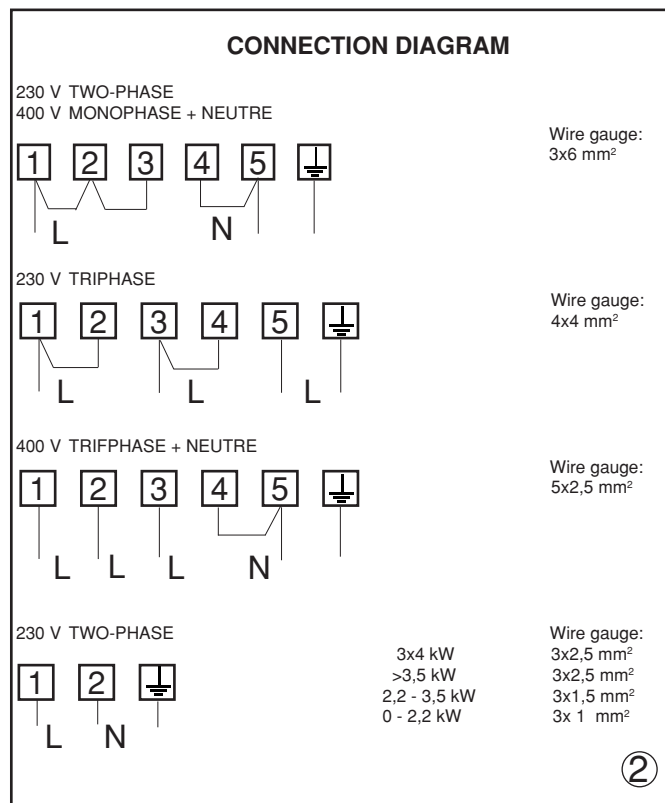 CONNECTION DIAGRAM
230 V TWO-PHASE
400 V MONOPHASE + NEUTRE
Wire gauge:
3x6 mm²
1 2 3 4 5
L N
230 V TRIPHASE
Wire gauge:
4x4 mm²
1 2 3 4 5
L L L
400 V TRIFPHASE + NEUTRE
Wire gauge:
5x2,5 mm²
1 2 3 4 5
L L L N
230 V TWO-PHASE
Wire gauge:
3x4 kW 3x2,5 mm²
>3,5 kW 3x2,5 mm²
2,2 - 3,5 kW 3x1,5 mm²
0 - 2,2 kW 3x 1 mm²
1 2
L N
②